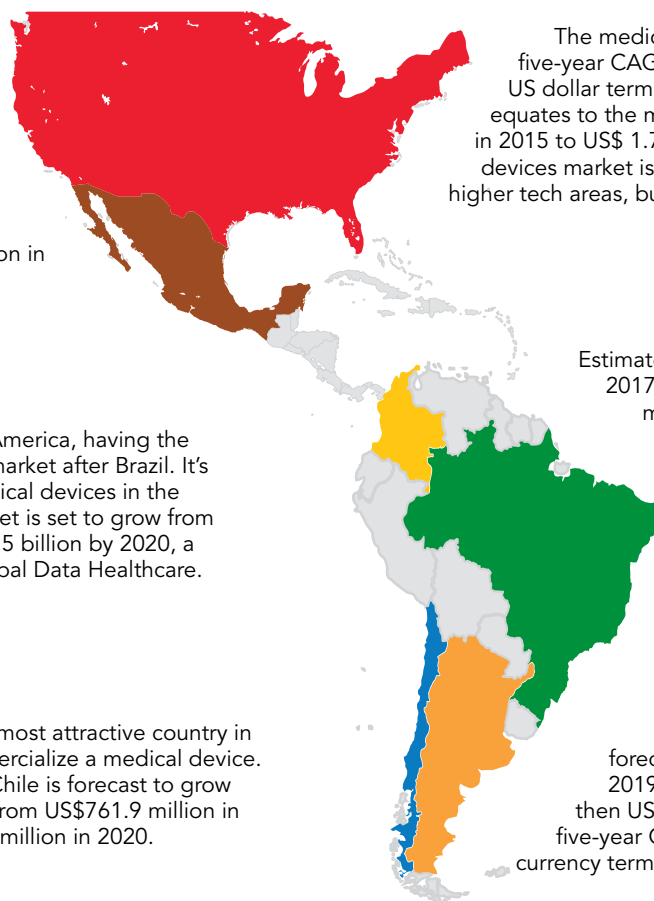 The medic
five-year CAG
US dollar term
equates to the m
in 2015 to US$ 1.7
devices market is
higher tech areas, bu
on in
Estimate
2017
m
America, having the
market after Brazil. It's
ical devices in the
et is set to grow from
5 billion by 2020, a
bal Data Healthcare.
most attractive country in
ercialize a medical device.
Chile is forecast to grow
from US$761.9 million in
million in 2020.
forec
2019
then US
five-year C
currency term